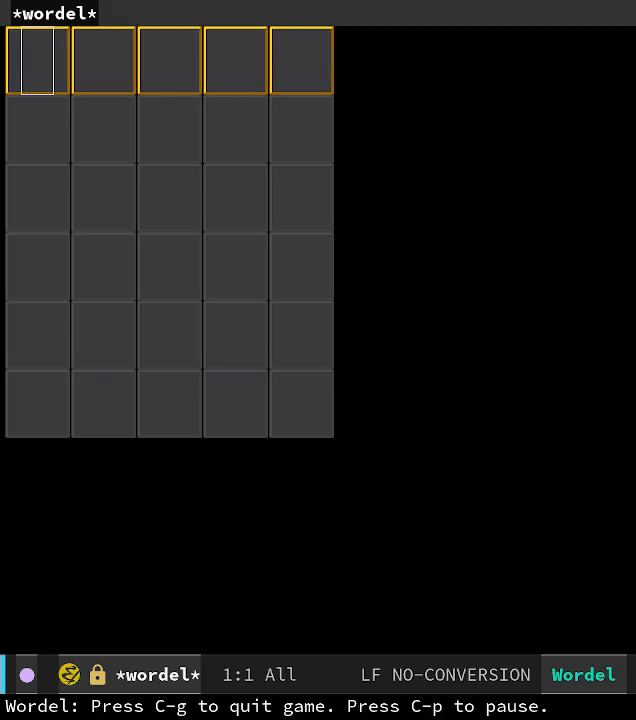 *wordel*
*wordel* 1:1 All LF NO-CONVERSION Wordel
Wordel: Press C-g to quit game. Press C-p to pause.